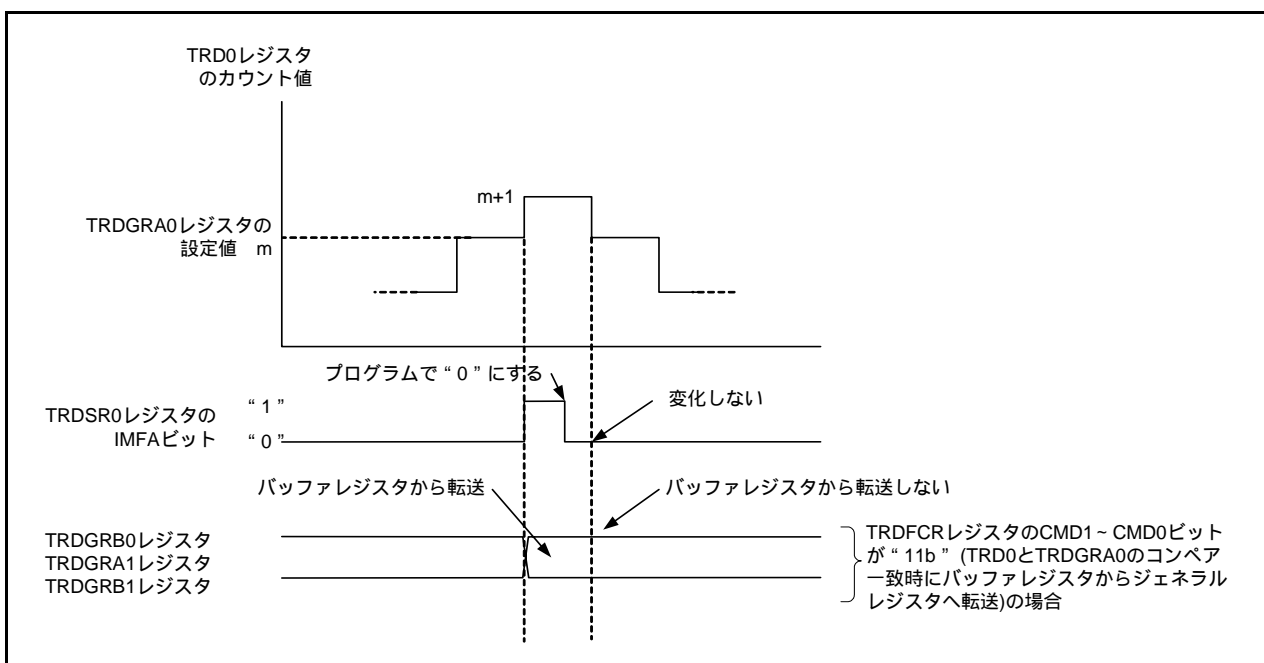 TRD0レジスタ
のカウント値
m+1
TRDGRA0レジスタの
設定値　m
プログラムで“0”にする
変化しない
TRDSR0レジスタの
IMFAビット
“1”
“0”
バッファレジスタから転送
バッファレジスタから転送しない
TRDGRB0レジスタ
TRDGRA1レジスタ
TRDGRB1レジスタ
TRDFCRレジスタのCMD1~CMD0ビット
が“11b”(TRD0とTRDGRA0のコンペア
一致時にバッファレジスタからジェネラル
レジスタへ転送)の場合